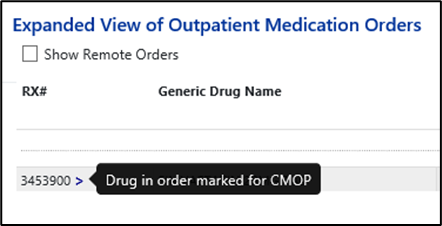 Expanded View of Outpatient Medication Orders
Show Remote Orders
RX# Generic Drug Name
3453900 > Drug in order marked for CMOP